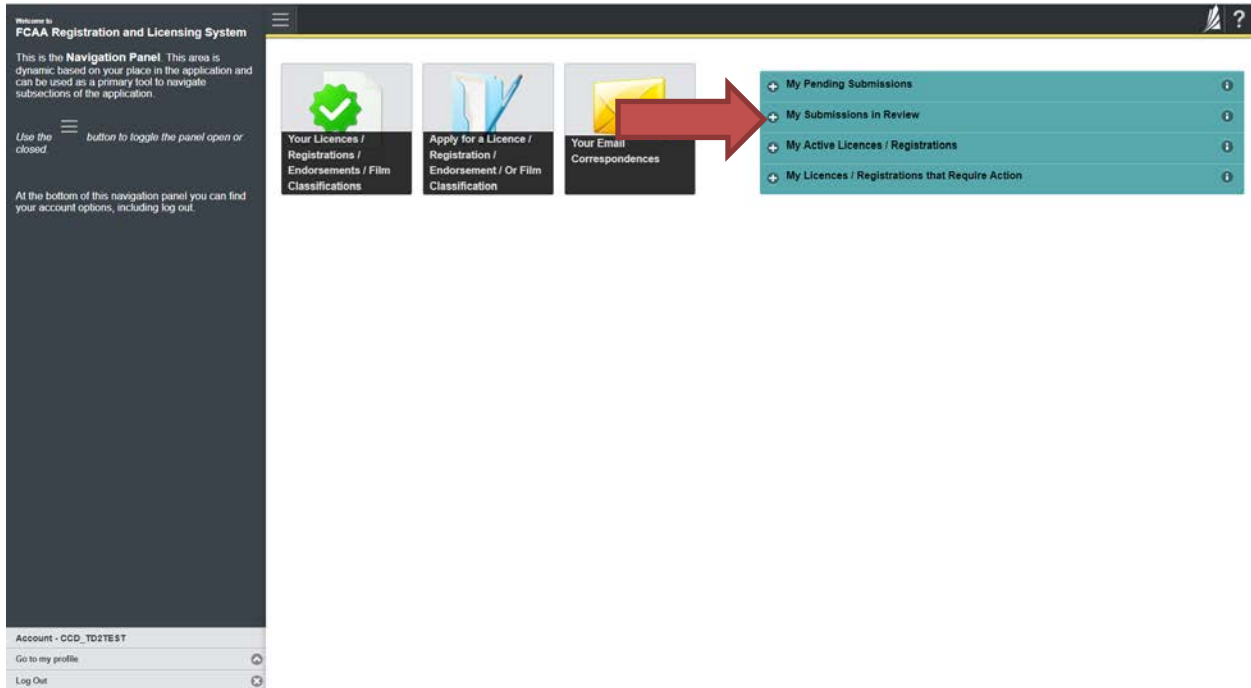 Welcome to
FCAA Registration and Licensing System
This is the Navigation Panel. This area is
dynamic based on your place in the application and
can be used as a primary tool to navigate
subsections of the application.
Use the button to toggle the panel open or
closed.
At the bottom of this navigation panel you can find
your account options, including log out.
Account - CCD_TD2TEST
Go to my profile
Log Out
?
Your Licences /
Registrations /
Endorsements / Film
Classifications
Apply for a Licence /
Registration /
Endorsement / Or Film
Classification
Your Email
Correspondences
My Pending Submissions
My Submissions in Review
My Active Licences / Registrations
My Licences / Registrations that Require Action